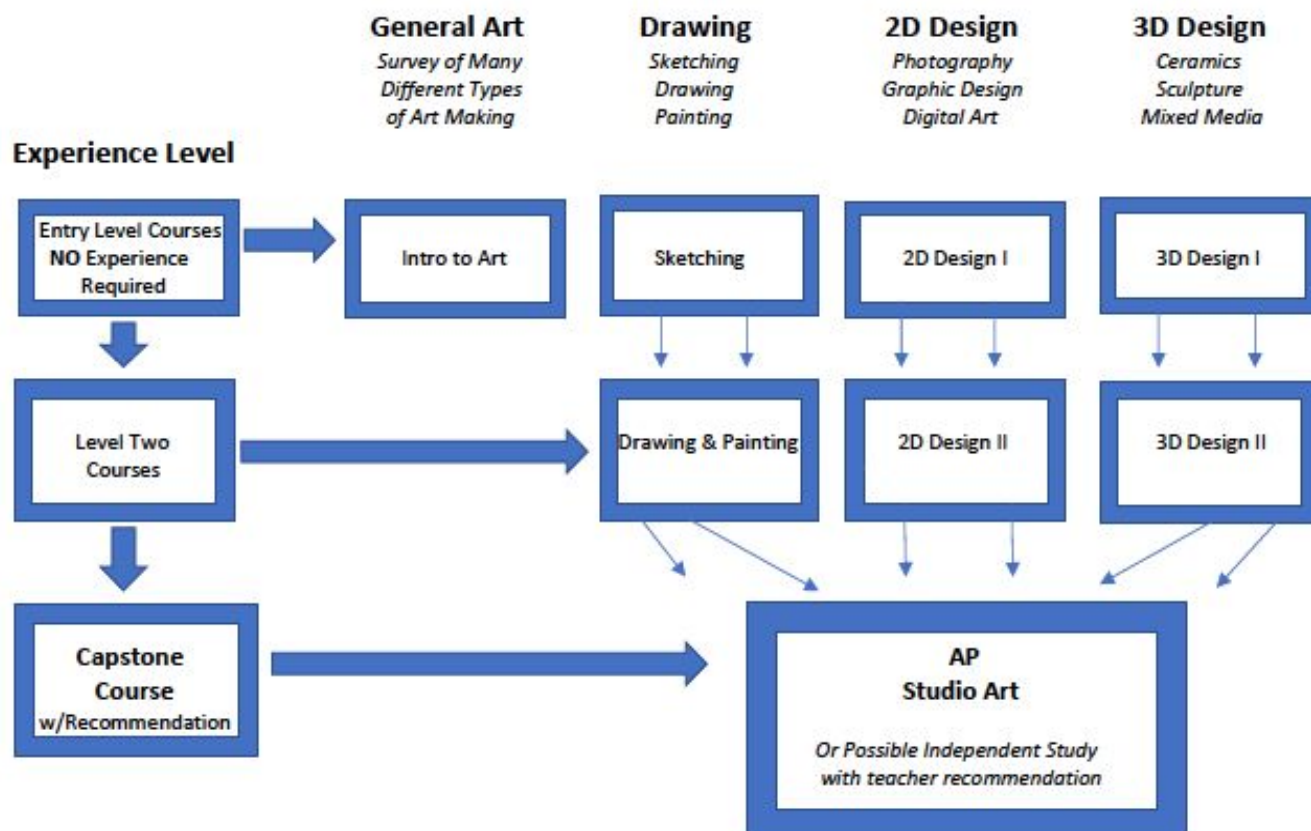 General Art
Survey of Many
Different Types
of Art Making
Drawing
Sketching
Drawing
Painting
2D Design
Photography
Graphic Design
Digital Art
3D Design
Ceramics
Sculpture
Mixed Media
Experience Level
Entry Level Courses
NO Experience
Required
Intro to Art
Sketching
2D Design I
3D Design I
Level Two
Courses
Drawing & Painting
2D Design II
3D Design II
Capstone
Course
w/Recommendation
AP
Studio Art
Or Possible Independent Study
with teacher recommendation